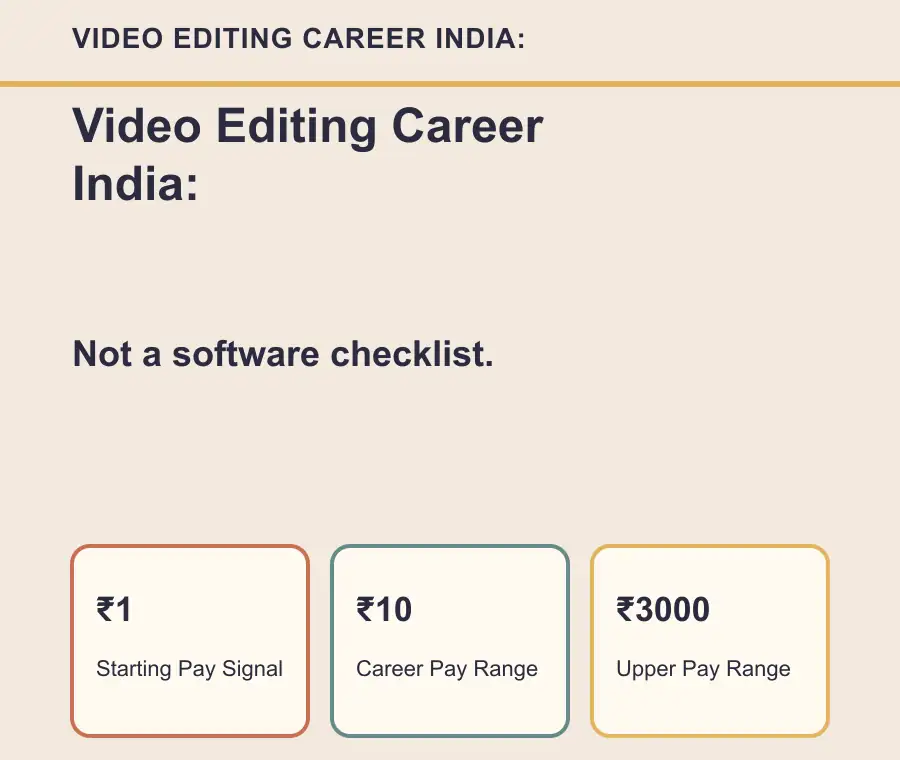 VIDEO EDITING CAREER INDIA:
Video Editing Career
India:
Not a software checklist.
₹1
Starting Pay Signal
₹10
Career Pay Range
₹3000
Upper Pay Range